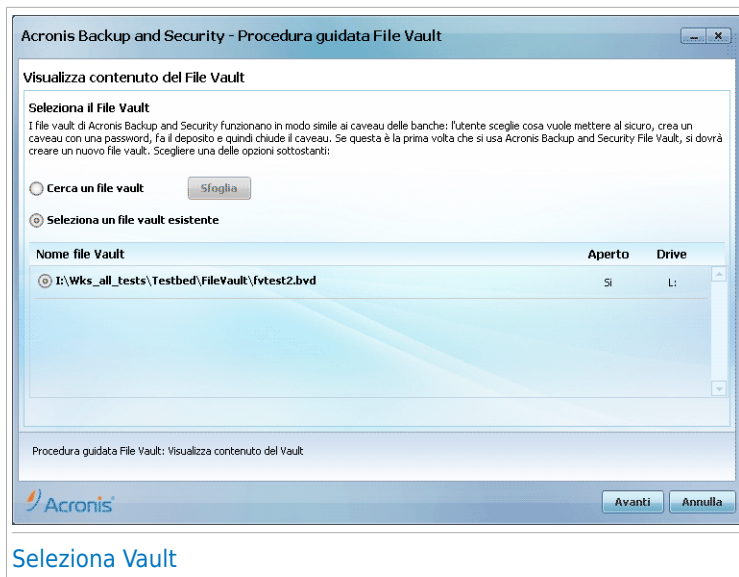 Acronis Backup and Security - Procedura guidata File Vault
Visualizza contenuto del File Vault
Seleziona il File Vault
I file vault di Acronis Backup and Security funzionano in modo simile ai caveau delle banche: l'utente sceglie cosa vuole mettere al sicuro, crea un
caveau con una password, fa il deposito e quindi chiude il caveau. Se questa è la prima volta che si usa Acronis Backup and Security File Vault, si dovrà
creare un nuovo file vault. Scegliere una delle opzioni sottostanti:
Cerca un file vault Sfoglia
Seleziona un file vault esistente
Nome file Vault Aperto Drive
I:\Wks_all_tests\Testbed\FileVault\fvtest2.bvd Si L:
Procedura guidata File Vault: Visualizza contenuto del Vault
Acronis Avanti Annulla
Seleziona Vault